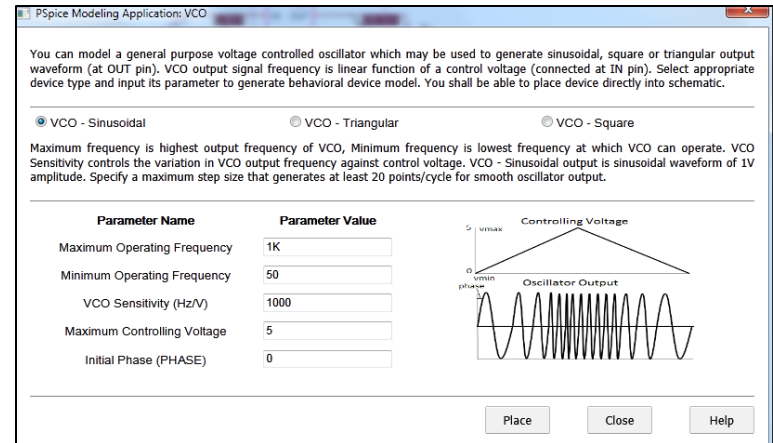 PSpice Modeling Application: VCO
You can model a general purpose voltage controlled oscillator which may be used to generate sinusoidal, square or triangular output
waveform (at OUT pin). VCO output signal frequency is linear function of a control voltage (connected at IN pin). Select appropriate
device type and input its parameter to generate behavioral device model. You shall be able to place device directly into schematic.
VCO - Sinusoidal VCO - Triangular VCO - Square
Maximum frequency is highest output frequency of VCO, Minimum frequency is lowest frequency at which VCO can operate. VCO
Sensitivity controls the variation in VCO output frequency against control voltage. VCO - Sinusoidal output is sinusoidal waveform of 1V
amplitude. Specify a maximum step size that generates at least 20 points/cycle for smooth oscillator output.
Parameter Name Parameter Value
Maximum Operating Frequency 1K
Minimum Operating Frequency 50
VCO Sensitivity (Hz/V) 1000
Maximum Controlling Voltage 5
Initial Phase (PHASE) 0
Controlling Voltage
5 vmax
0
vmin
phase
Oscillator Output
Place Close Help